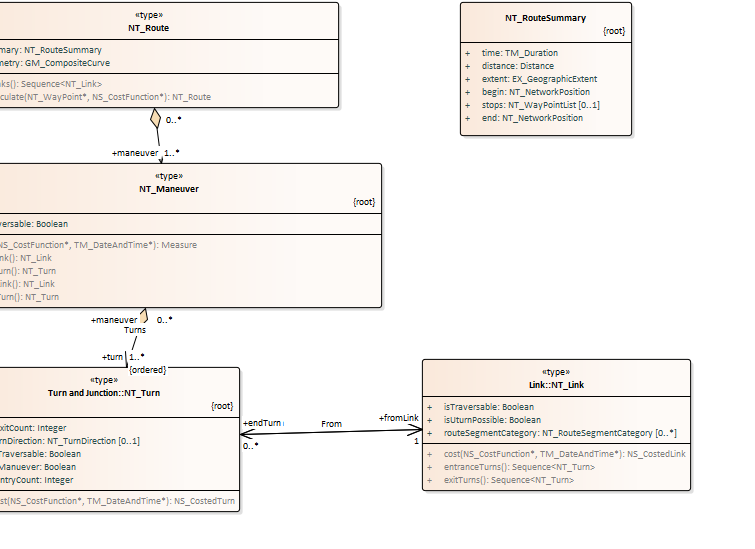 «type»
NT_Route
mary: NT_RouteSummary
metry: GM_CompositeCurve
nks(): Sequence<NT_Link>
culate(NT_WayPoint*, NS_CostFunction*): NT_Route
0..*
+maneuver 1..*
NT_RouteSummary
{root}
+ time: TM_Duration
+ distance: Distance
+ extent: EX_GeographicExtent
+ begin: NT_NetworkPosition
+ stops: NT_WayPointList [0..1]
+ end: NT_NetworkPosition
«type»
NT_Maneuver
{root}
versable: Boolean
NS_CostFunction*, TM_DateAndTime*): Measure
nk(): NT_Link
urn(): NT_Turn
ink(): NT_Link
Turn(): NT_Turn
+maneuver 0..*
Turns
+turn 1..*
{ordered}
«type»
Turn and Junction::NT_Turn
{root}
xitCount: Integer
rnDirection: NT_TurnDirection [0..1]
Traversable: Boolean
Manuever: Boolean
ntryCount: Integer
st(NS_CostFunction*, TM_DateAndTime*): NS_CostedTurn
+endTurn
0..*
From
+fromLink
1
«type»
Link::NT_Link
+ isTraversable: Boolean
+ isUturnPossible: Boolean
+ routeSegmentCategory: NT_RouteSegmentCategory [0..*]
+ cost(NS_CostFunction*, TM_DateAndTime*): NS_CostedLink
+ entranceTurns(): Sequence<NT_Turn>
+ exitTurns(): Sequence<NT_Turn>